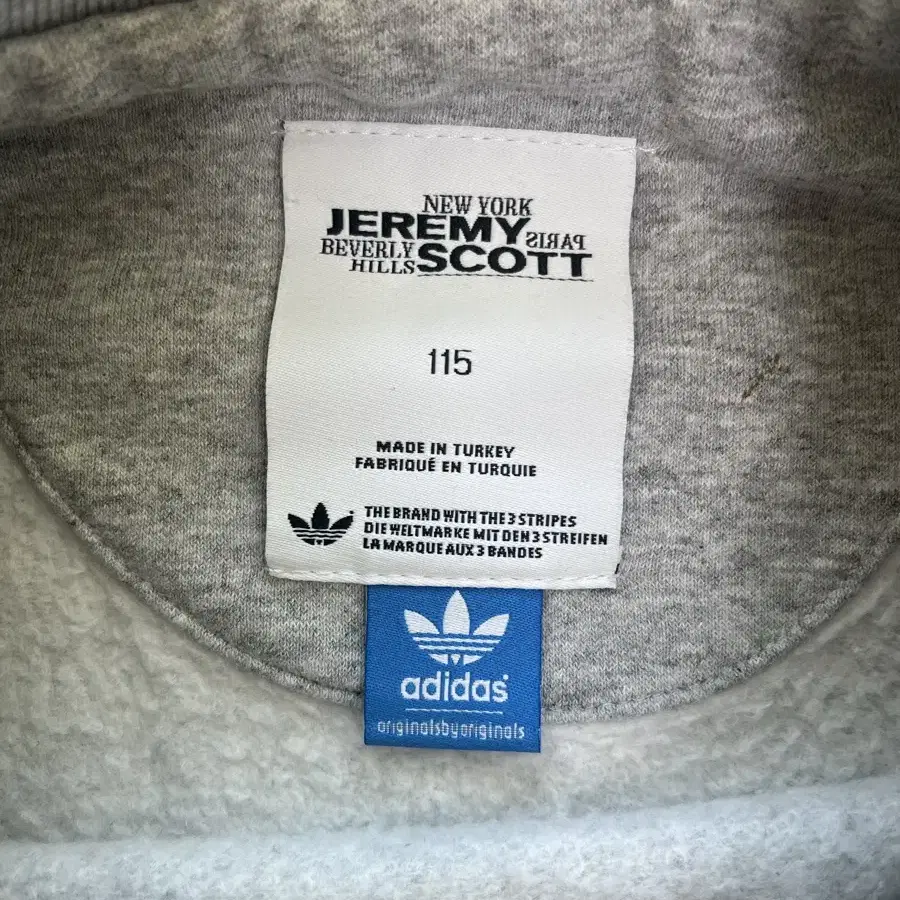 NEW YORK
JEREMY PARIS
BEVERLY HILLS SCOTT
115
MADE IN TURKEY
FABRIQUÉ EN TURQUIE
THE BRAND WITH THE 3 STRIPES
DIE WELTMARKE MIT DEN 3 STREIFEN
LA MARQUE AUX 3 BANDES
adidas
originalsbyoriginals